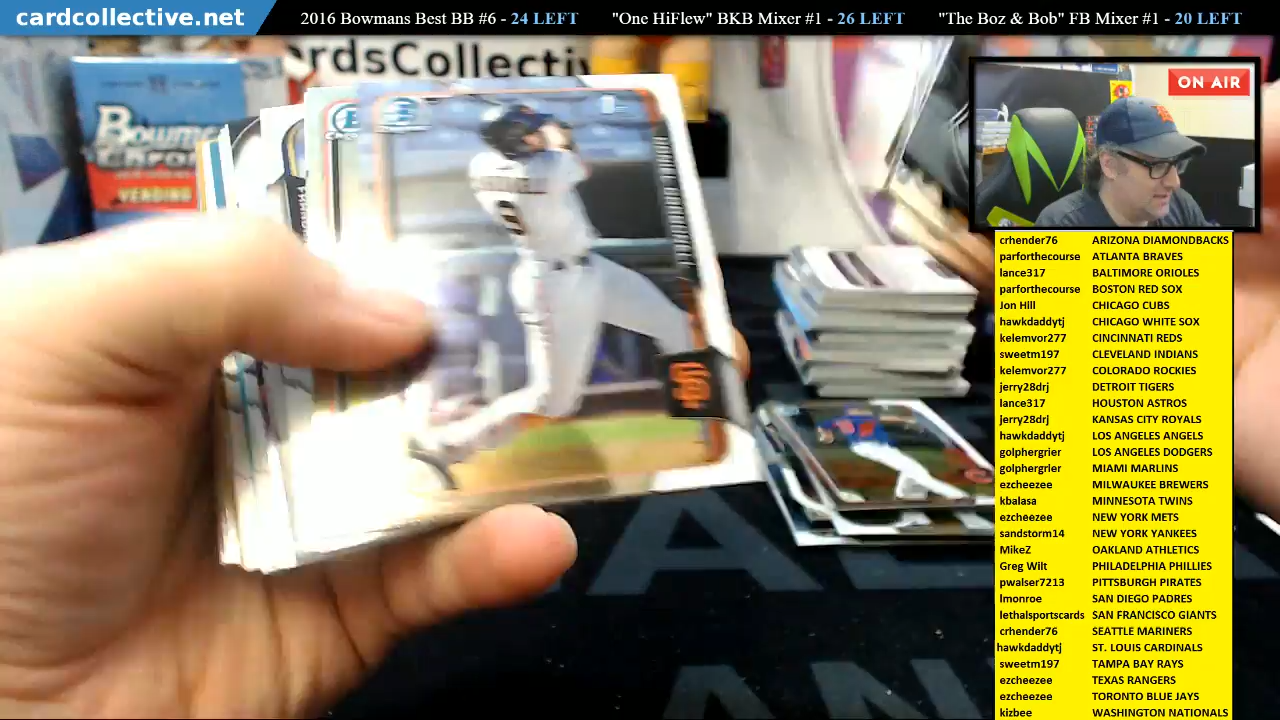 cardcollective.net
2016 Bowmans Best BB #6 - 24 LEFT
"One HiFlew" BKB Mixer #1 - 26 LEFT
"The Boz & Bob" FB Mixer #1 - 20 LEFT
ardsCollectiv
ON AIR
Bowm
Chro
VENDING
9
SF
crhender76 ARIZONA DIAMONDBACKS
parforthecourse ATLANTA BRAVES
lance317 BALTIMORE ORIOLES
parforthecourse BOSTON RED SOX
Jon Hill CHICAGO CUBS
hawkdaddytj CHICAGO WHITE SOX
kelemvor277 CINCINNATI REDS
sweetm197 CLEVELAND INDIANS
kelemvor277 COLORADO ROCKIES
jerry28drj DETROIT TIGERS
lance317 HOUSTON ASTROS
jerry28drj KANSAS CITY ROYALS
hawkdaddytj LOS ANGELES ANGELS
golphergrier LOS ANGELES DODGERS
golphergrier MIAMI MARLINS
ezcheezee MILWAUKEE BREWERS
kbalasa MINNESOTA TWINS
ezcheezee NEW YORK METS
sandstorm14 NEW YORK YANKEES
MikeZ OAKLAND ATHLETICS
Greg Wilt PHILADELPHIA PHILLIES
pwalser7213 PITTSBURGH PIRATES
lmonroe SAN DIEGO PADRES
lethalsportscards SAN FRANCISCO GIANTS
crhender76 SEATTLE MARINERS
hawkdaddytj ST. LOUIS CARDINALS
sweetm197 TAMPA BAY RAYS
ezcheezee TEXAS RANGERS
ezcheezee TORONTO BLUE JAYS
kizbee WASHINGTON NATIONALS